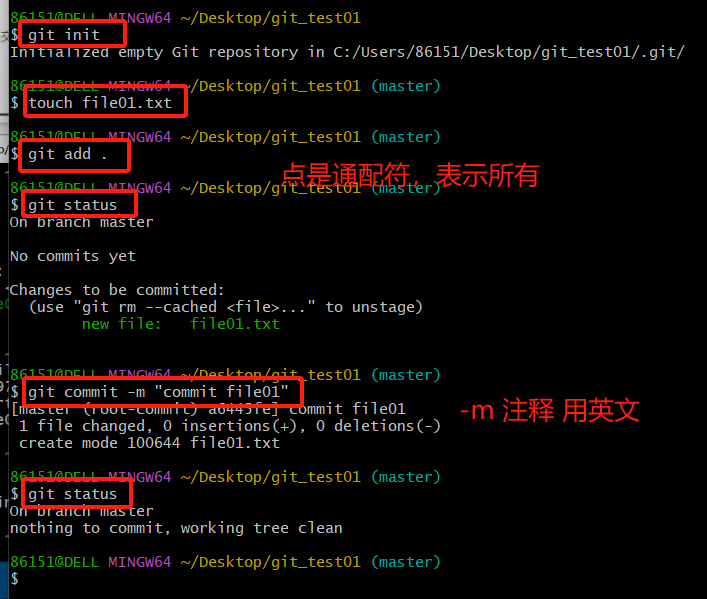 86151@DELL MINGW64 ~/Desktop/git_test01
$ git init
Initialized empty Git repository in C:/Users/86151/Desktop/git_test01/.git/
86151@DELL MINGW64 ~/Desktop/git_test01 (master)
$ touch file01.txt
86151@DELL MINGW64 ~/Desktop/git_test01 (master)
$ git add .
点是通配符，表示所有
86151@DELL MINGW64 ~/Desktop/git_test01 (master)
$ git status
On branch master
No commits yet
Changes to be committed:
(use "git rm --cached <file>..." to unstage)
new file: file01.txt
86151@DELL MINGW64 ~/Desktop/git_test01 (master)
$ git commit -m "commit file01"
-m 注释 用英文
[master (root-commit) a6445fe] commit file01
1 file changed, 0 insertions(+), 0 deletions(-)
create mode 100644 file01.txt
86151@DELL MINGW64 ~/Desktop/git_test01 (master)
$ git status
On branch master
nothing to commit, working tree clean
86151@DELL MINGW64 ~/Desktop/git_test01 (master)
$